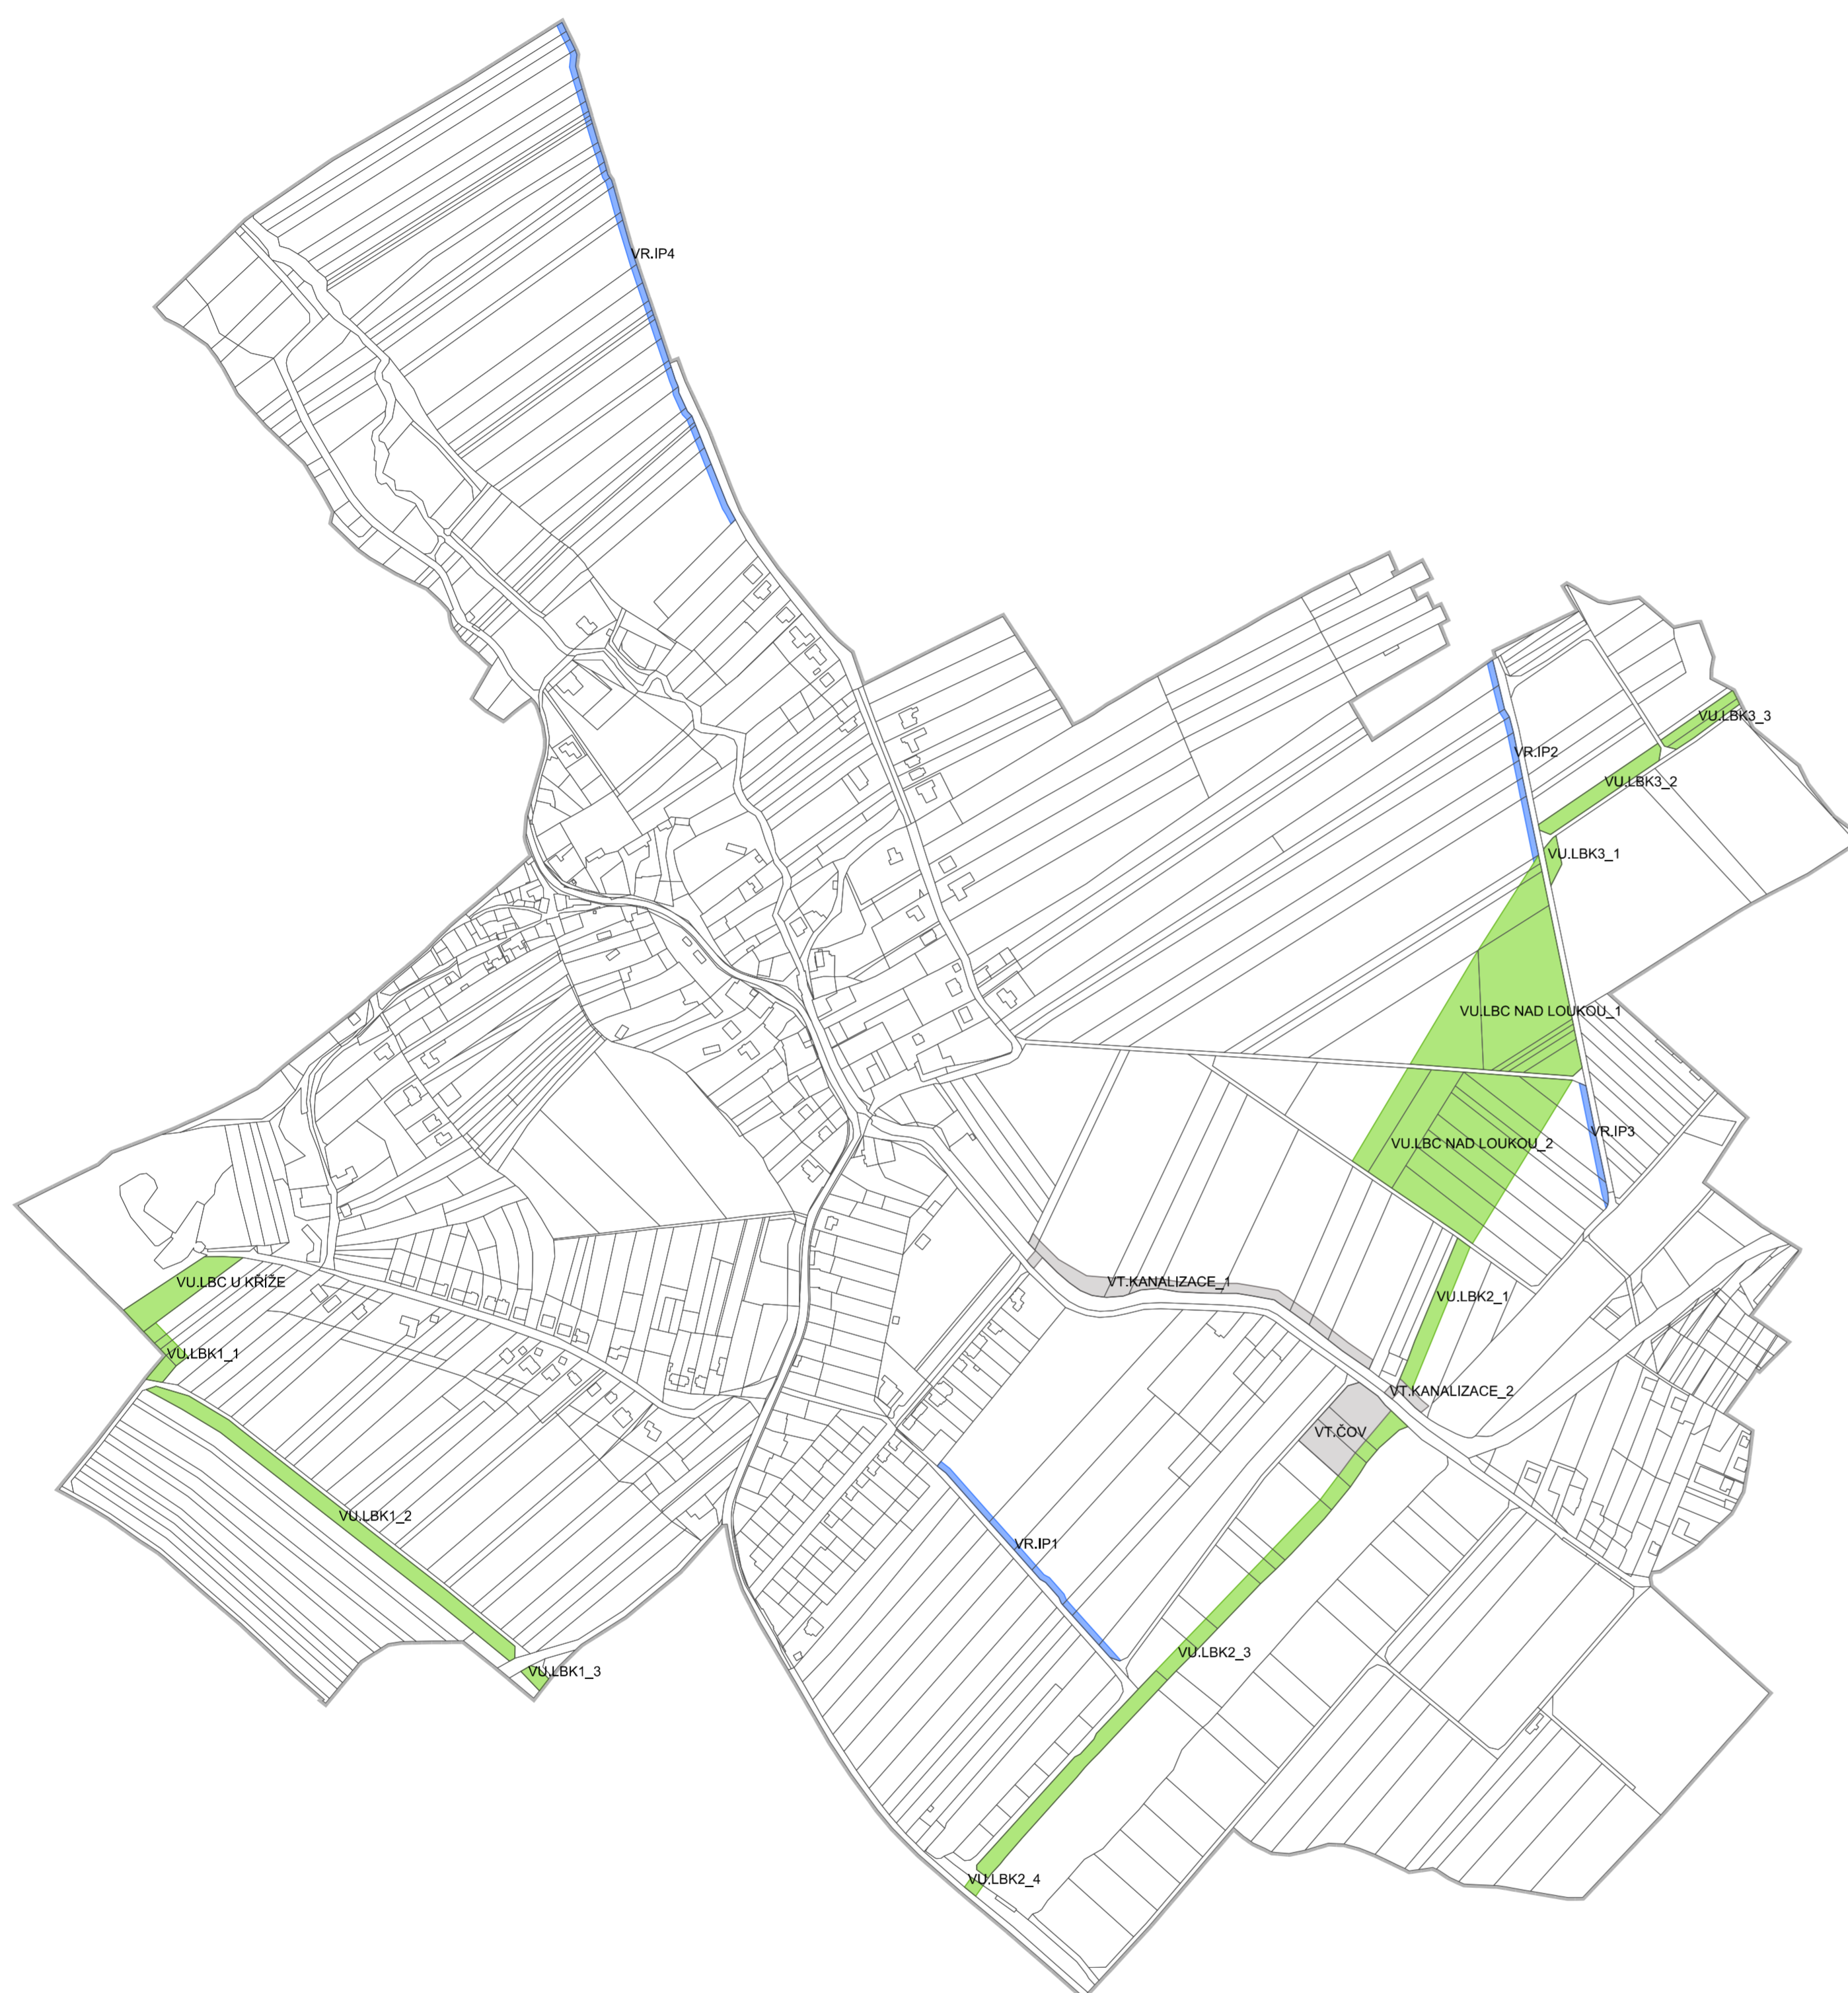 VR.IP4
VU.LBK3_3
VR.IP2
VU.LBK3_2
VU.LBK3_1
VU.LBC NAD LOUKOU_1
VR.IP3
VU.LBC NAD LOUKOU_2
VU.LBC U KŘÍŽE
VT.KANALIZACE_1
VU.LBK2_1
VU.LBK1_1
VT.KANALIZACE_2
VT.ČOV
VU.LBK1_2
VR.IP1
VU.LBK2_3
VU.LBK1_3
VU.LBK2_4